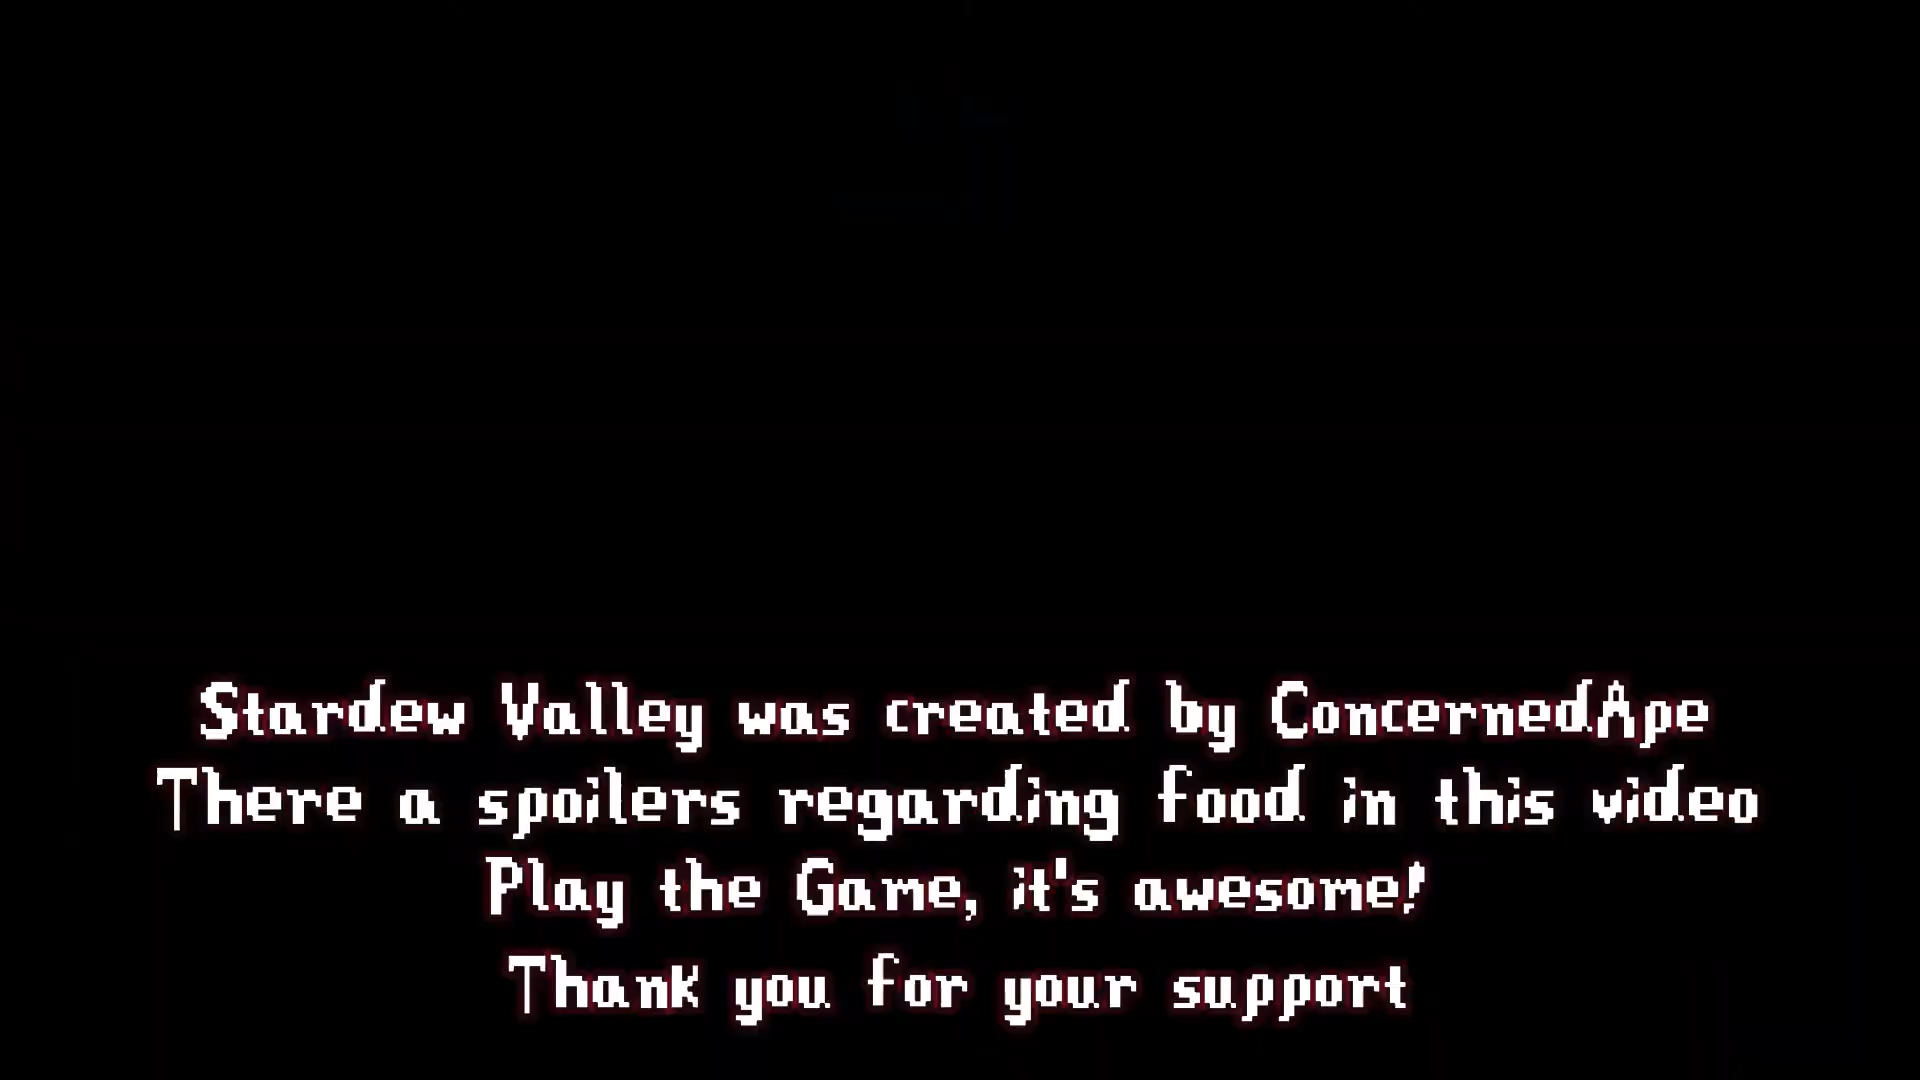 Stardew Valley was created by ConcernedApe
There a spoilers regarding food in this video
Play the Game, it's awesome!
Thank you for your support